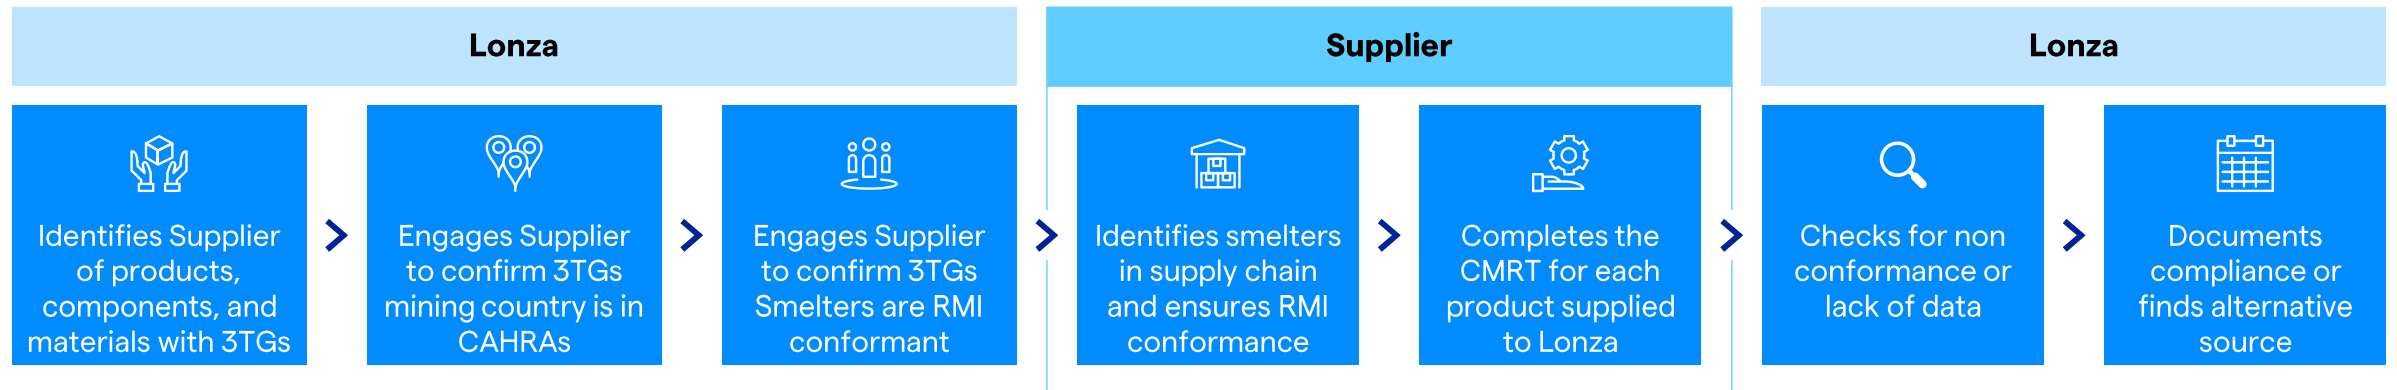 Lonza
Identifies Supplier
of products,
components, and
materials with 3TGs
Engages Supplier
to confirm 3TGs
mining country is in
CAHRAs
Engages Supplier
to confirm 3TGs
Smelters are RMI
conformant
Supplier
Identifies smelters
in supply chain
and ensures RMI
conformance
Completes the
CMRT for each
product supplied
to Lonza
Lonza
Checks for non
conformance or
lack of data
Documents
compliance or
finds alternative
source